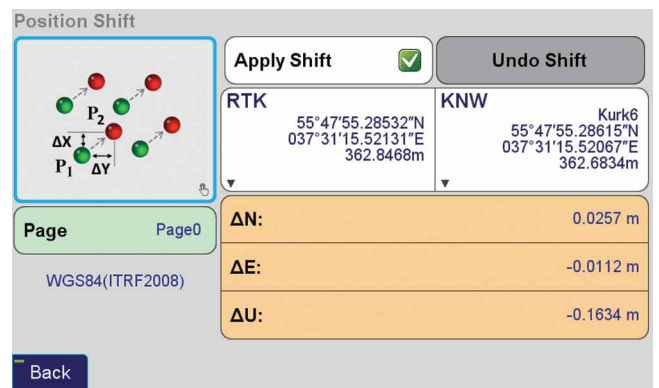 Position Shift
P2
ΔX
P1
ΔY
Apply Shift
Undo Shift
RTK
55°47'55.28532"N
037°31'15.52131"E
362.8468m
KNW
Kurk6
55°47'55.28615"N
037°31'15.52067"E
362.6834m
Page
Page0
WGS84(ITRF2008)
ΔN:
0.0257 m
ΔE:
-0.0112 m
ΔU:
-0.1634 m
Back